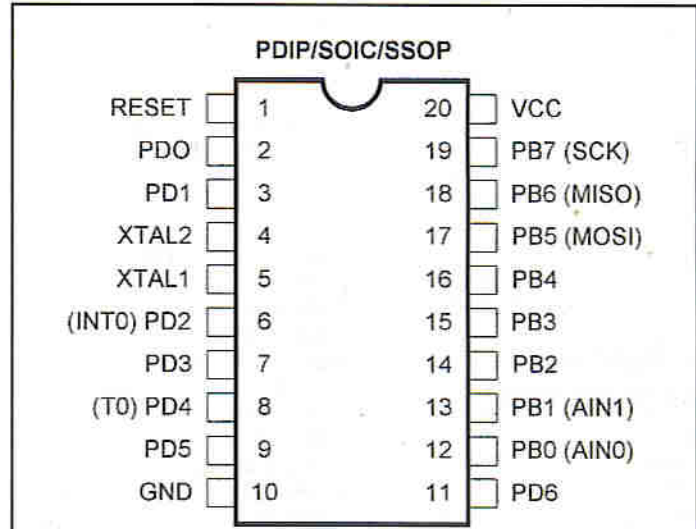 PDIP/SOIC/SSOP
RESET 1 20 VCC
PDO 2 19 PB7 (SCK)
PD1 3 18 PB6 (MISO)
XTAL2 4 17 PB5 (MOSI)
XTAL1 5 16 PB4
(INT0) PD2 6 15 PB3
PD3 7 14 PB2
(T0) PD4 8 13 PB1 (AIN1)
PD5 9 12 PB0 (AIN0)
GND 10 11 PD6